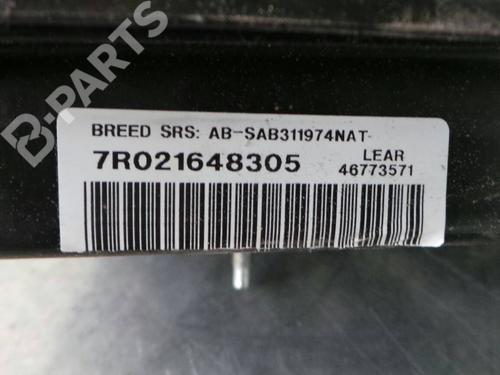 B-PARTS
BREED SRS: AB-SAB311974NAT
7R021648305
LEAR
46773571